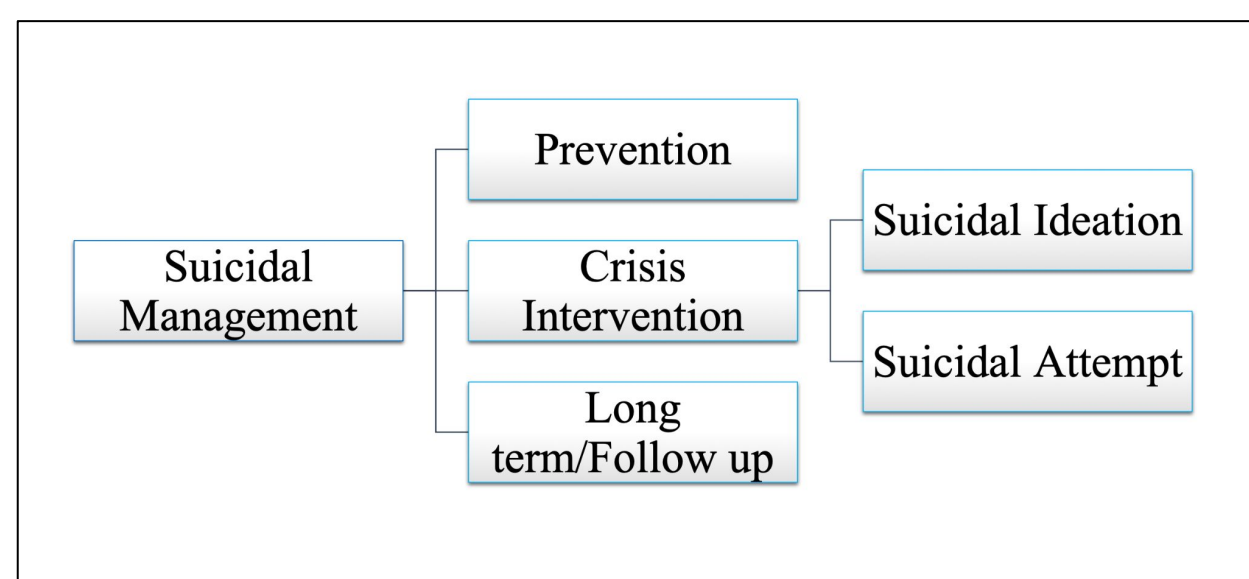 Prevention
Suicidal Ideation
Suicidal
Management
Crisis
Intervention
Suicidal Attempt
Long
term/Follow up